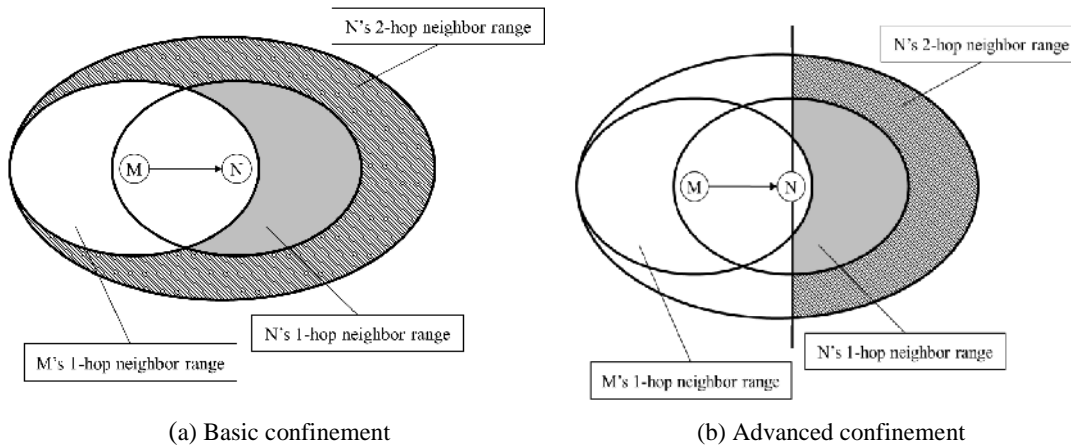 N's 2-hop neighbor range
M
N
N's 1-hop neighbor range
M's 1-hop neighbor range
(a) Basic confinement
N's 2-hop neighbor range
M
N
N's 1-hop neighbor range
M's 1-hop neighbor range
(b) Advanced confinement